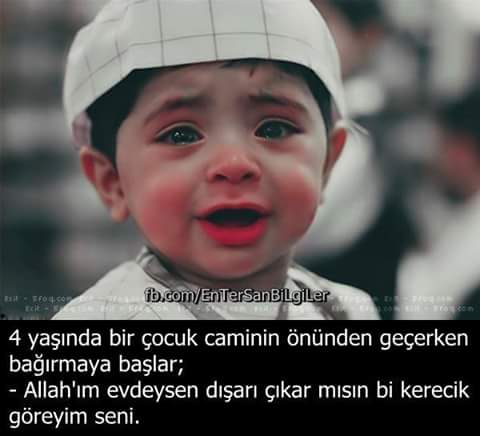 fb.com/EnTerSanBiLgiLer
4 yaşında bir çocuk caminin önünden geçerken
bağırmaya başlar;
- Allah'ım evdeysen dışarı çıkar mısın bi kerecik
göreyim seni.